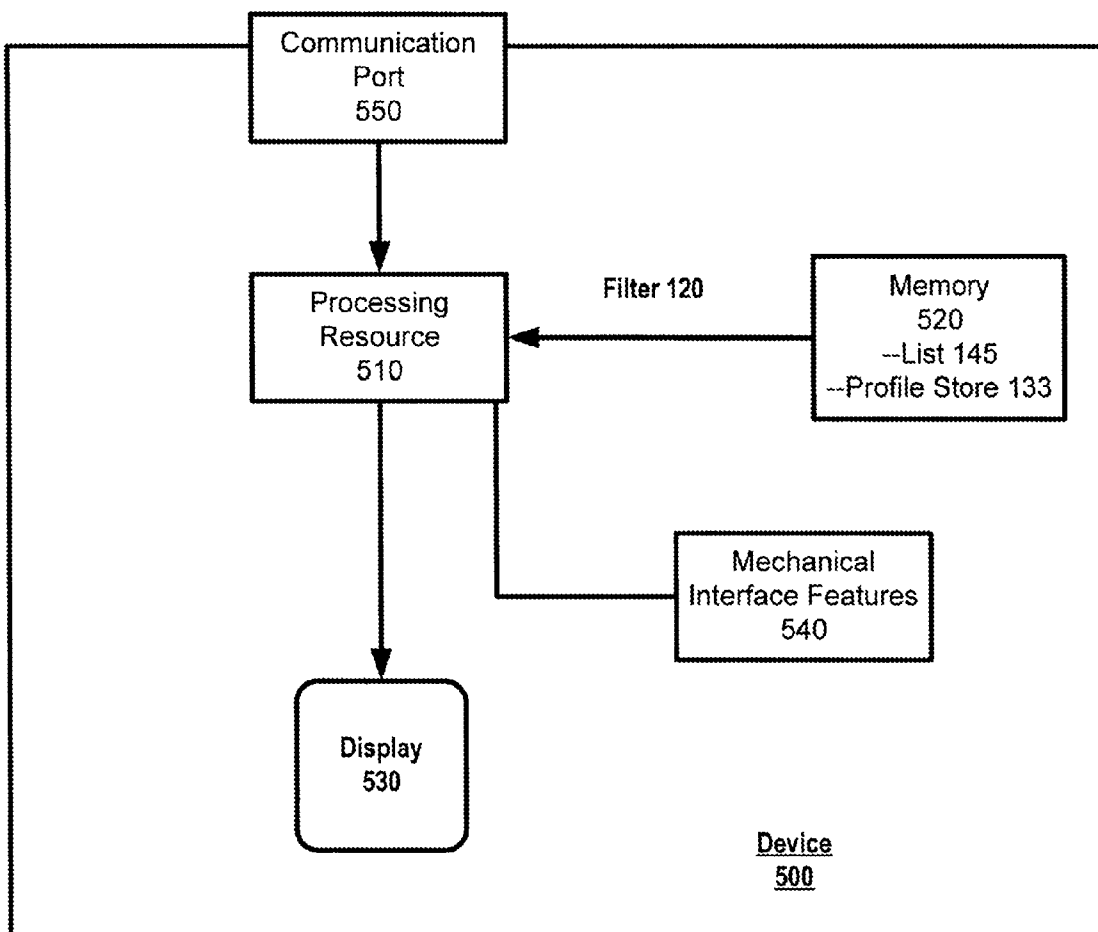 Communication
Port
550
Processing
Resource
510
Filter 120
Memory
520
--List 145
--Profile Store 133
Mechanical
Interface Features
540
Display
530
Device
500